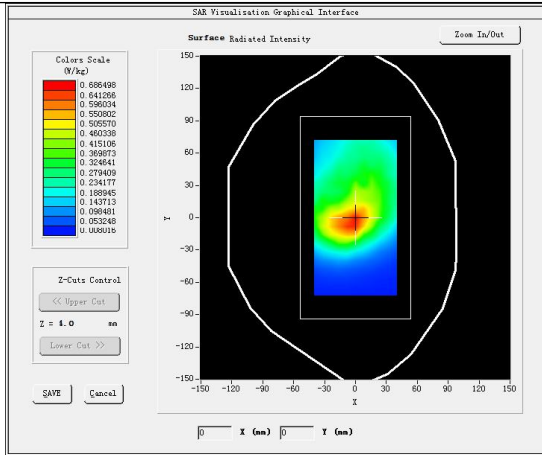 SAR Visualisation Graphical Interface
Surface Radiated Intensity
Zoom In/Out
Colors Scale
(W/kg)
0.686498
0.641266
0.596034
0.550802
0.505570
0.460338
0.415106
0.369873
0.324641
0.279409
0.234177
0.188945
0.143713
0.098481
0.053248
0.008016
Z-Cuts Control
<< Upper Cut
Z = 4.0 mm
Lower Cut >>
SAVE
Cancel
150
120
90
60
30
0
-30
-60
-90
-120
-150
Y
-150 -120 -90 -60 -30 0 30 60 90 120 150
X
0 X (mm) 0 Y (mm)